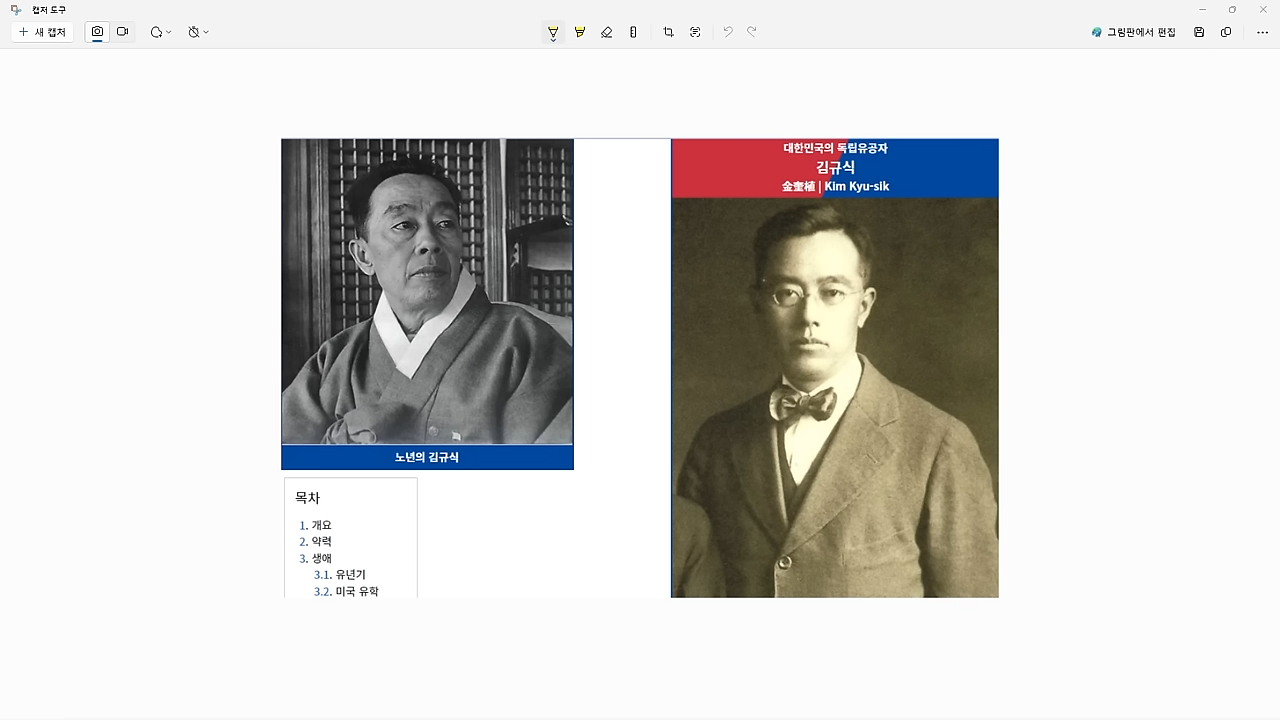 캡처 도구
새 캡처
그림판에서 편집
노년의 김규식
목차
1. 개요
2. 약력
3. 생애
3.1. 유년기
3.2. 미국 유학
대한민국의 독립유공자
김규식
金奎植 | Kim Kyu-sik